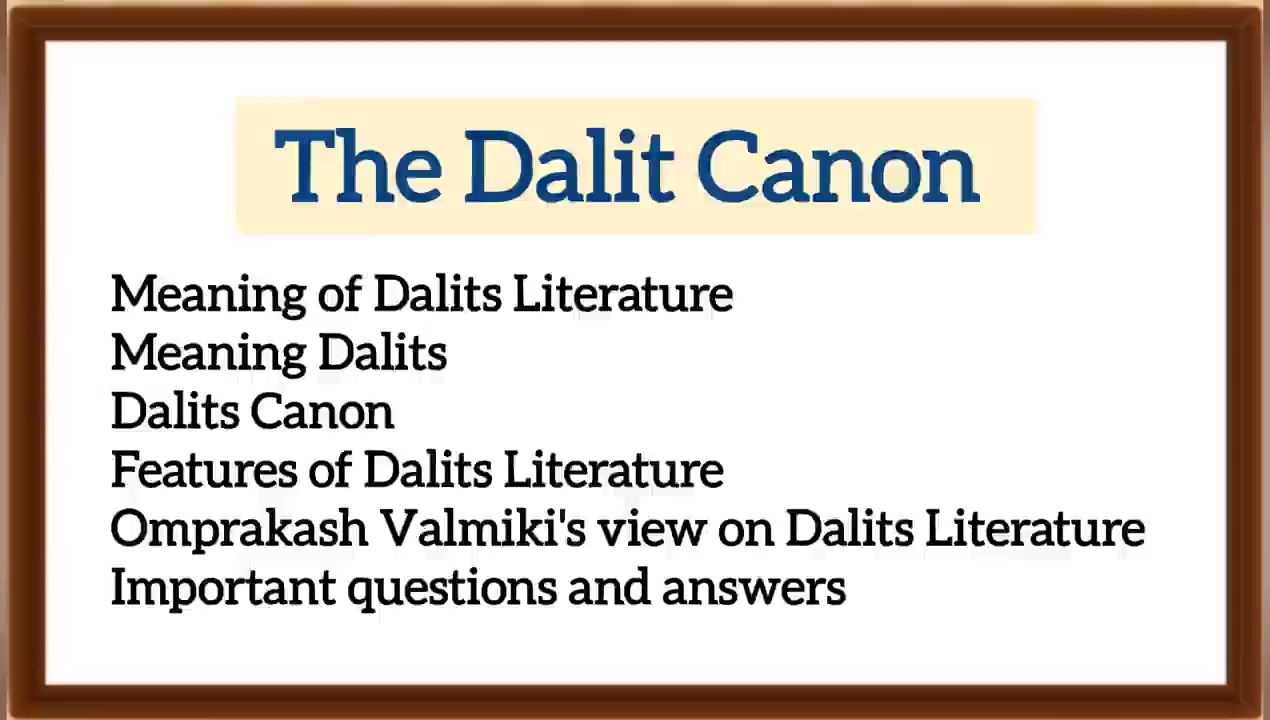 The Dalit Canon
Meaning of Dalits Literature
Meaning Dalits
Dalits Canon
Features of Dalits Literature
Omprakash Valmiki's view on Dalits Literature
Important questions and answers